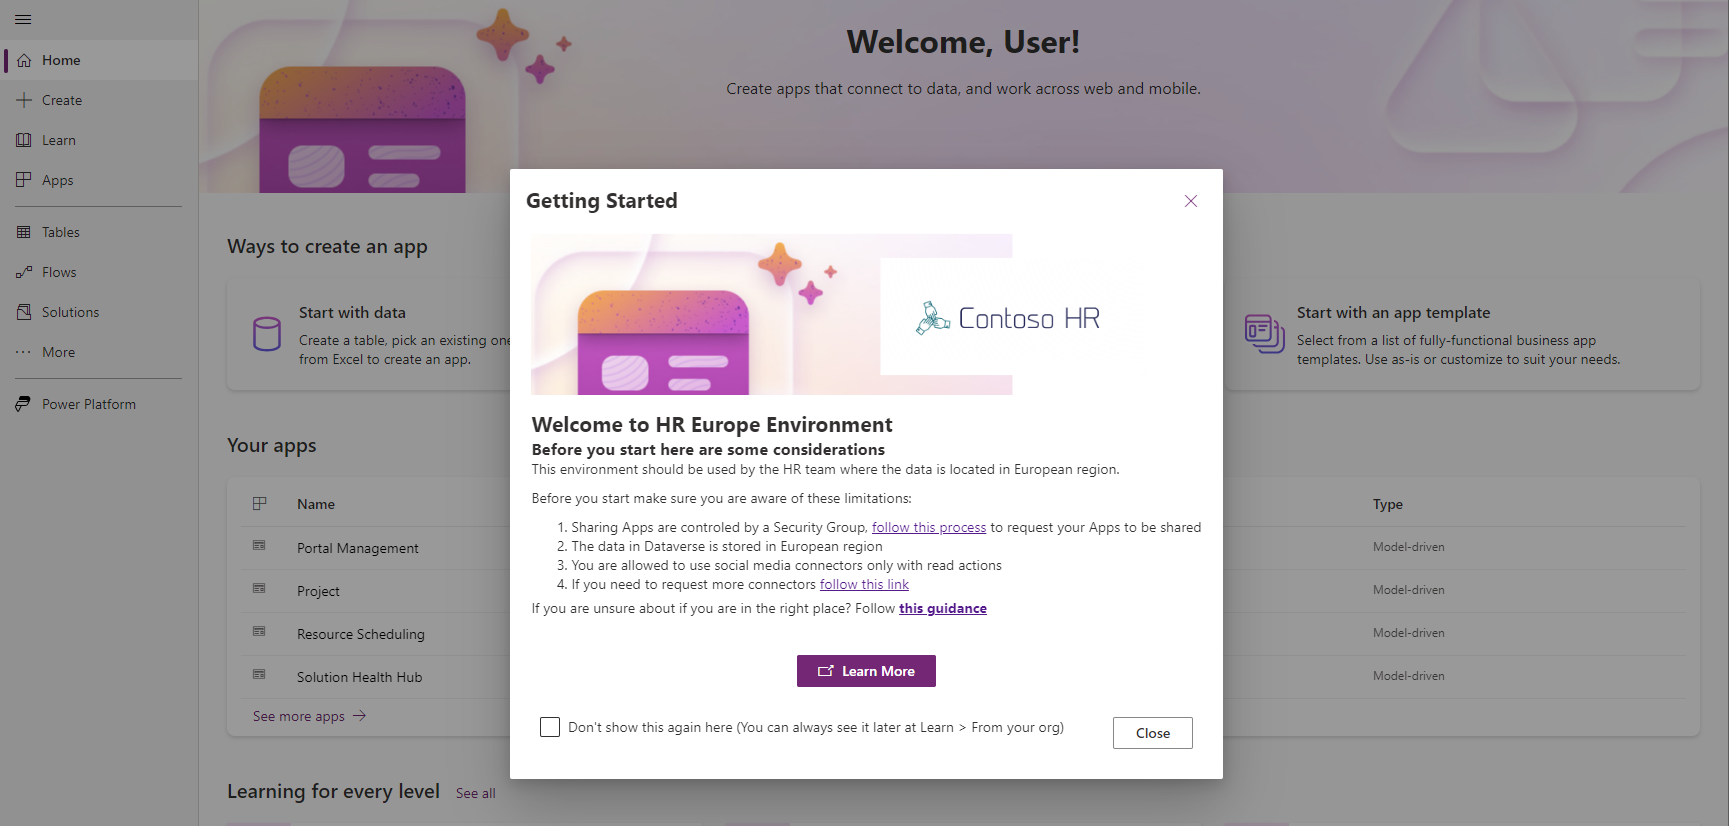 Welcome, User!
Create apps that connect to data, and work across web and mobile.
Home
Create
Learn
Apps
Tables
Flows
Solutions
More
Power Platform
Ways to create an app
Start with data
Create a table, pick an existing one
from Excel to create an app.
Start with an app template
Select from a list of fully-functional business app
templates. Use as-is or customize to suit your needs.
Your apps
Name
Type
Portal Management
Model-driven
Project
Model-driven
Resource Scheduling
Model-driven
Solution Health Hub
Model-driven
See more apps
Learning for every level
See all
Getting Started
Contoso HR
Welcome to HR Europe Environment
Before you start here are some considerations
This environment should be used by the HR team where the data is located in European region.
Before you start make sure you are aware of these limitations:
1. Sharing Apps are controled by a Security Group, follow this process to request your Apps to be shared
2. The data in Dataverse is stored in European region
3. You are allowed to use social media connectors only with read actions
4. If you need to request more connectors follow this link
If you are unsure about if you are in the right place? Follow this guidance
Learn More
Don't show this again here (You can always see it later at Learn > From your org)
Close